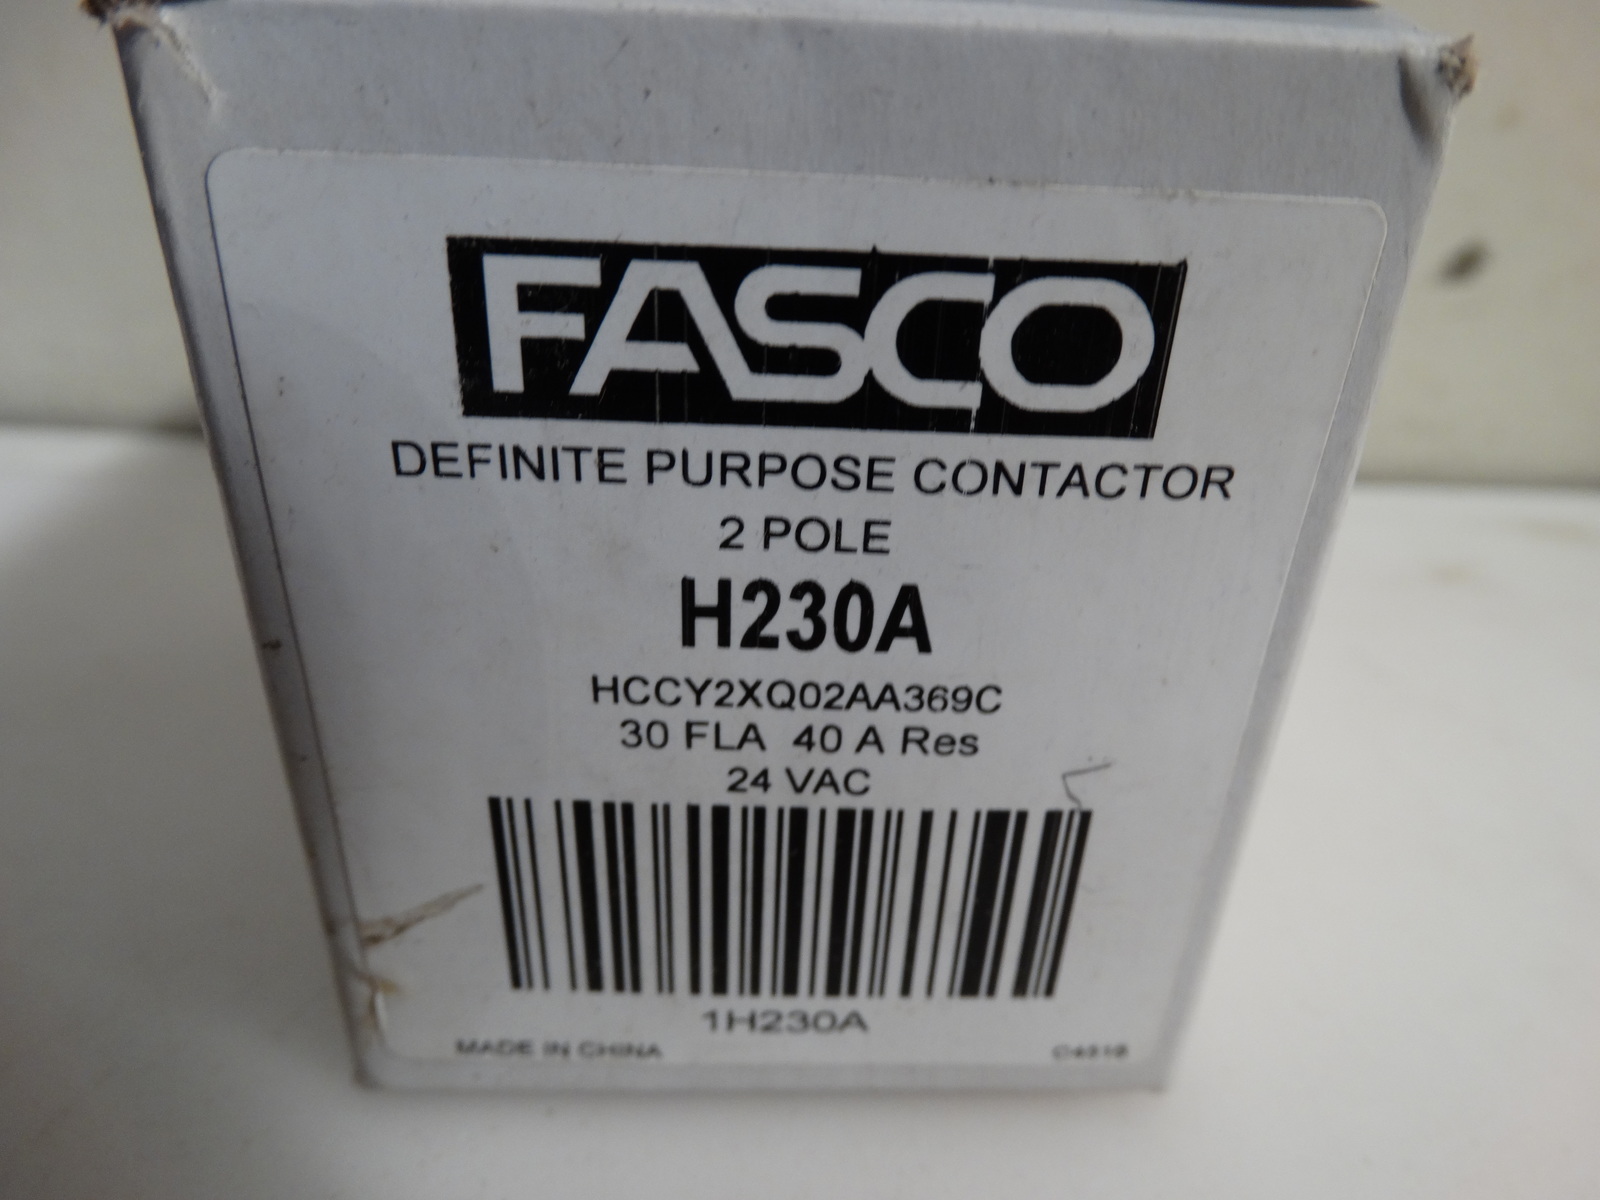 FASCO
DEFINITE PURPOSE CONTACTOR
2 POLE
H230A
HCCY2XQ02AA369C
30 FLA 40 A Res
24 VAC
1H230A
MADE IN CHINA